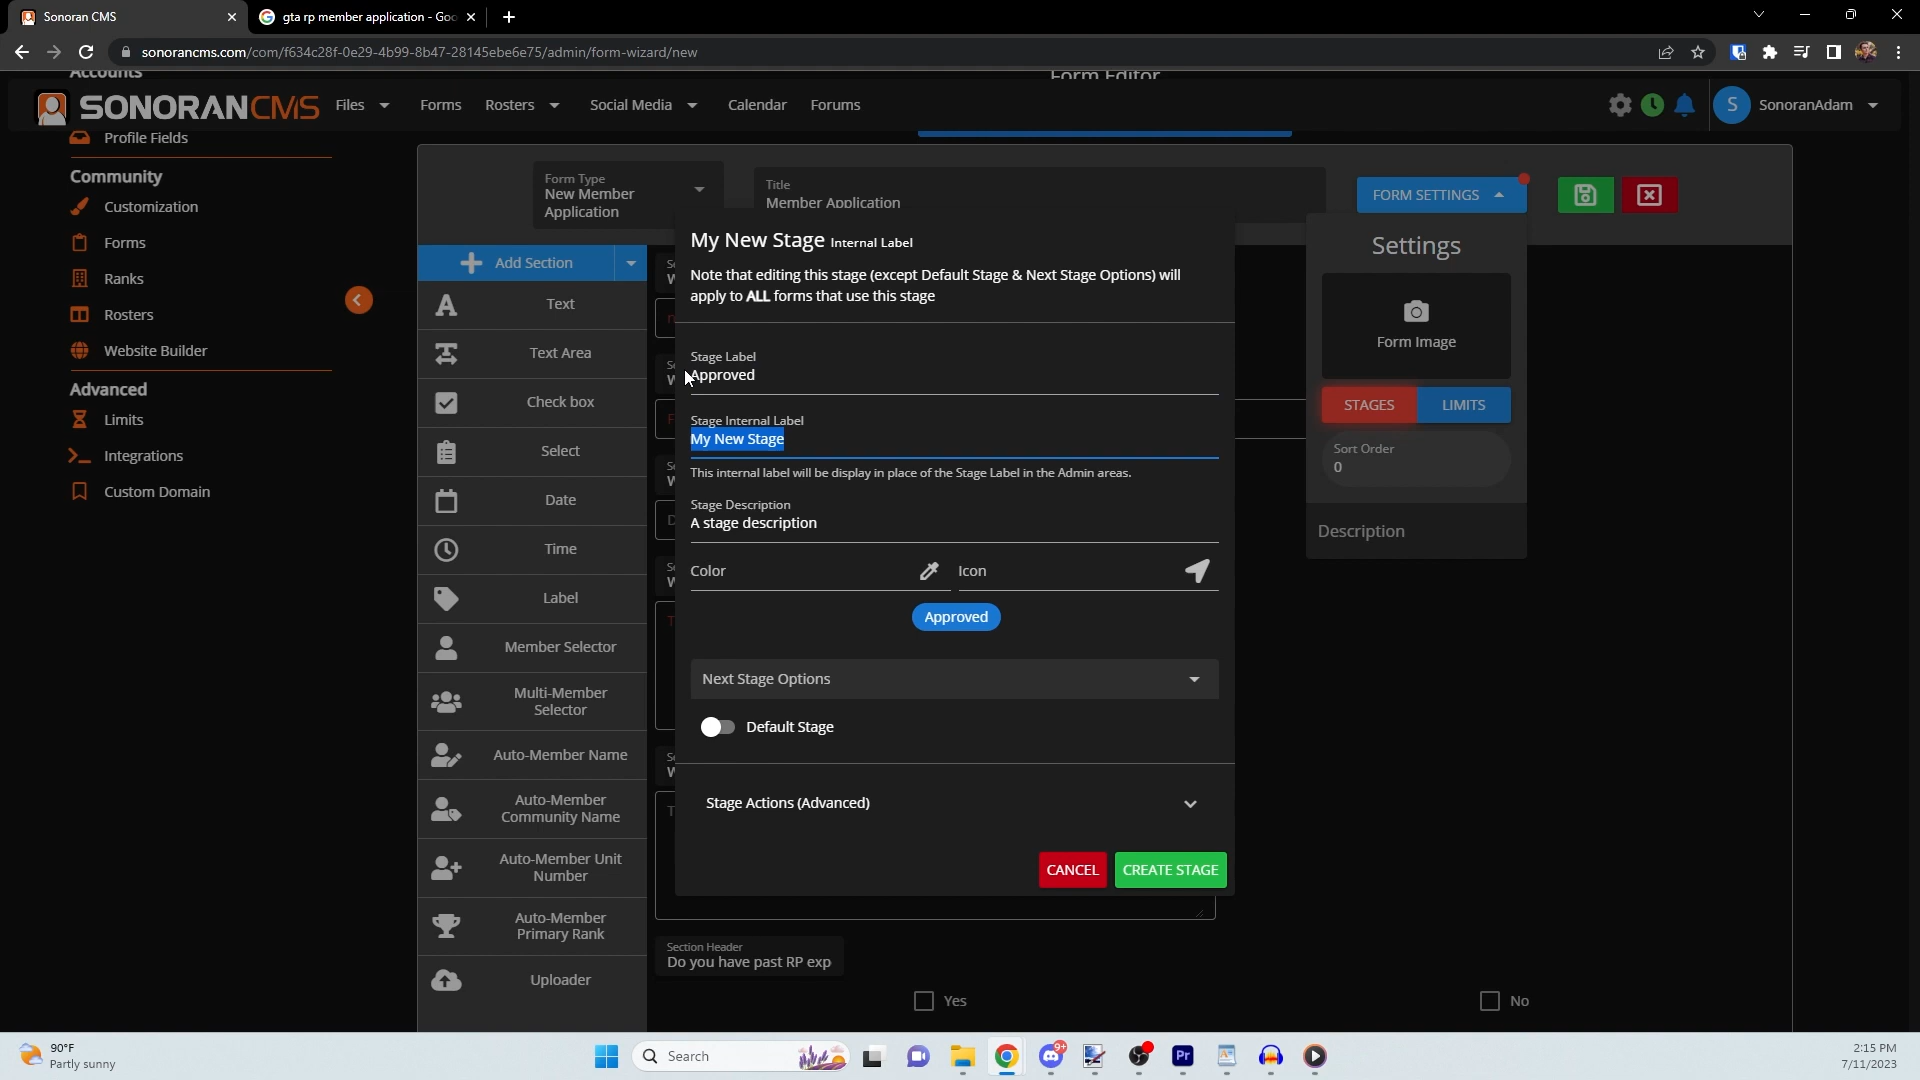 Sonoran CMS
gta rp member application - Goo
sonorancms.com/com/f634c28f-0e29-4b99-8b47-28145ebe6e75/admin/form-wizard/new
Accounts
Form Editor
SONORANCMS
Files
Forms
Rosters
Social Media
Calendar
Forums
S
SonoranAdam
Profile Fields
Community
Customization
Forms
Ranks
Rosters
Website Builder
Advanced
Limits
Integrations
Custom Domain
Form Type
New Member
Application
Title
Member Application
FORM SETTINGS
Add Section
Text
Text Area
Check box
Select
Date
Time
Label
Member Selector
Multi-Member
Selector
Auto-Member Name
Auto-Member
Community Name
Auto-Member Unit
Number
Auto-Member
Primary Rank
Uploader
My New Stage Internal Label
Note that editing this stage (except Default Stage & Next Stage Options) will
apply to ALL forms that use this stage
Stage Label
Approved
Stage Internal Label
My New Stage
This internal label will be display in place of the Stage Label in the Admin areas.
Stage Description
A stage description
Color
Icon
Approved
Next Stage Options
Default Stage
Stage Actions (Advanced)
CANCEL
CREATE STAGE
Settings
Form Image
STAGES
LIMITS
Sort Order
0
Description
Section Header
Do you have past RP exp
Yes
No
90°F
Partly sunny
Search
9+
Pr
2:15 PM
7/11/2023